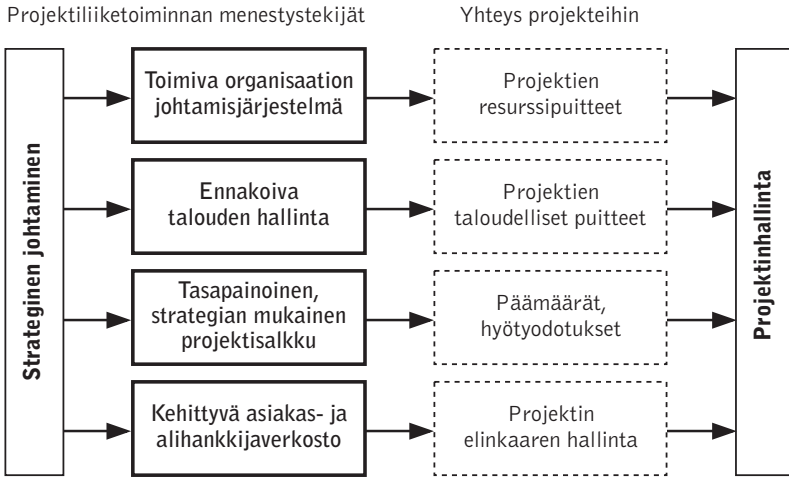 Projektiliiketoiminnan menestystekijät
Yhteys projekteihin
Strateginen johtaminen
Toimiva organisaation
johtamisjärjestelmä
Projektien
resurssipuitteet
Ennakoiva
talouden hallinta
Projektien
taloudelliset puitteet
Tasapainoinen,
strategian mukainen
projektisalkku
Päämäärät,
hyötyodotukset
Kehittyvä asiakas- ja
alihankkijaverkosto
Projektin
elinkaaren hallinta
Projektinhallinta